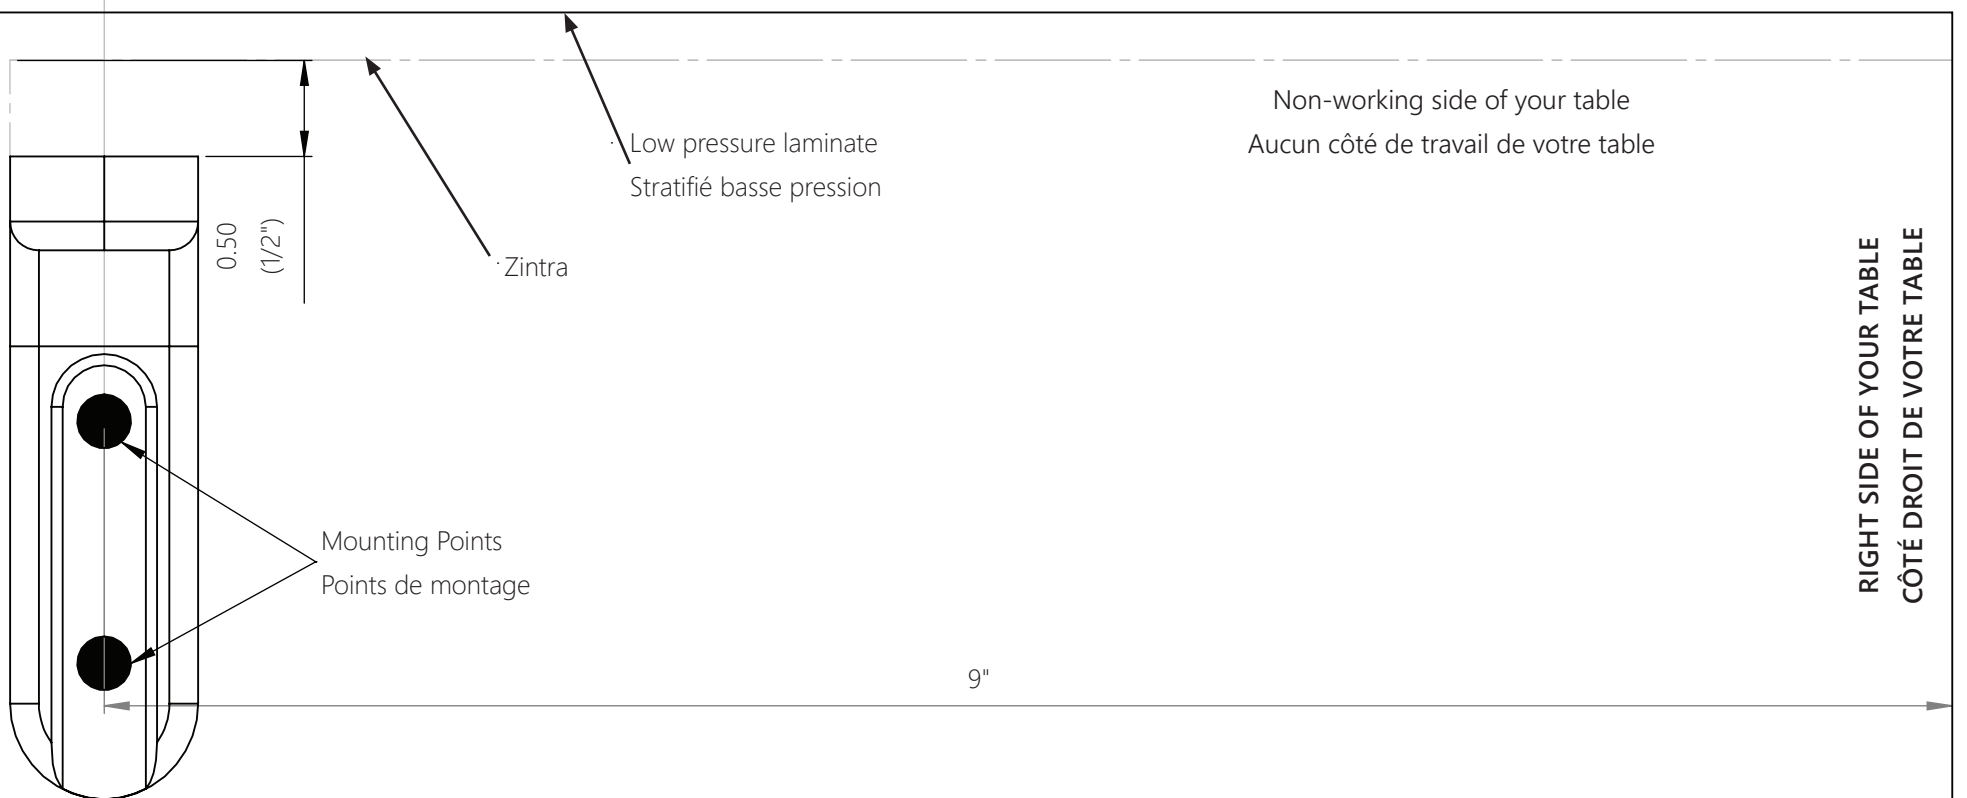 Non-working side of your table
Aucun côté de travail de votre table
Low pressure laminate
Stratifié basse pression
0.50
(1/2")
Zintra
RIGHT SIDE OF YOUR TABLE
CÔTÉ DROIT DE VOTRE TABLE
Mounting Points
Points de montage
9"